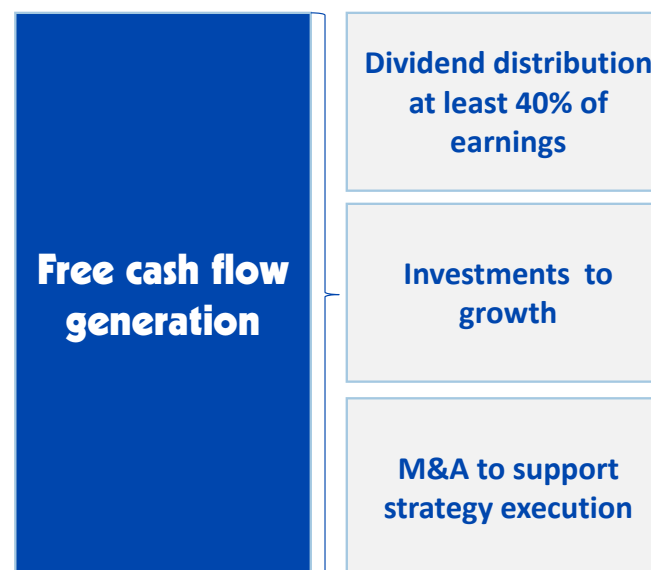 Free cash flow
generation
Dividend distribution
at least 40% of
earnings
Investments to
growth
M&A to support
strategy execution